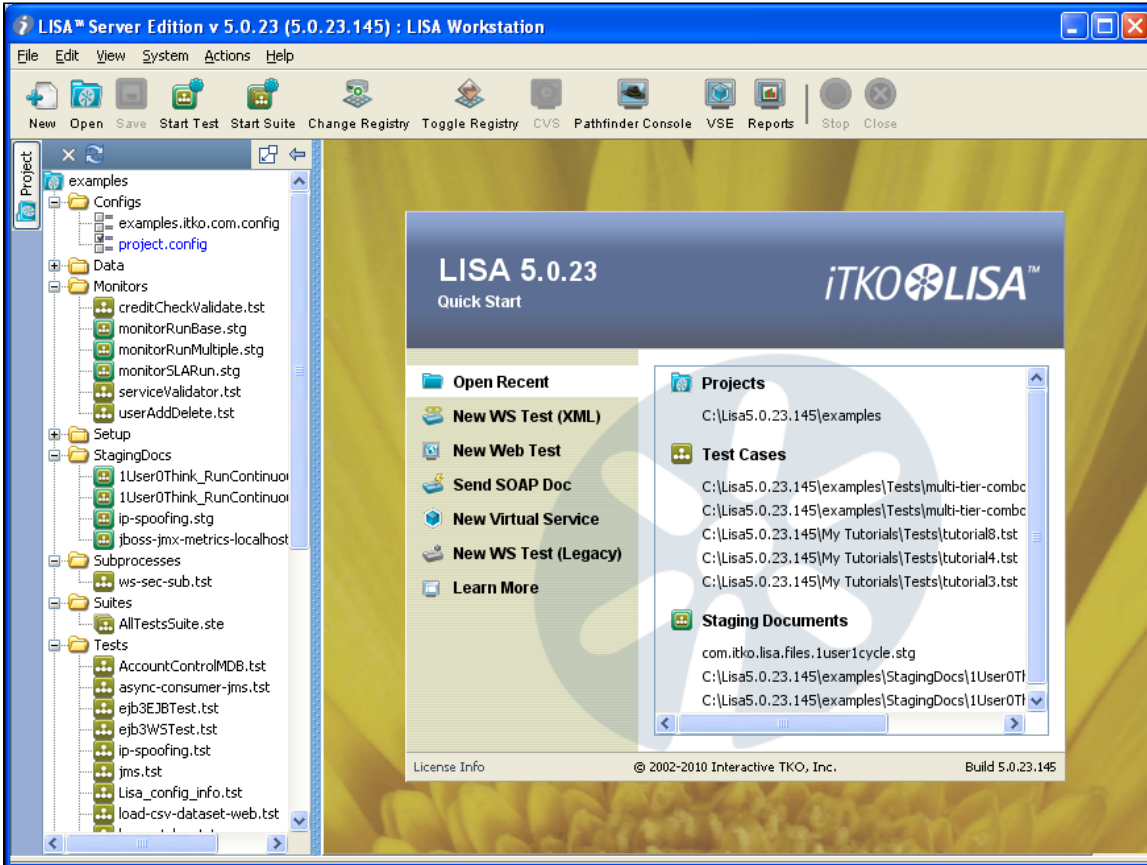 LISA™ Server Edition v 5.0.23 (5.0.23.145) : LISA Workstation
File Edit View System Actions Help
New Open Save Start Test Start Suite Change Registry Toggle Registry CVS Pathfinder Console VSE Reports Stop Close
Project
examples
Configs
examples.itko.com.config
project.config
Data
Monitors
creditCheckValidate.tst
monitorRunBase.stg
monitorRunMultiple.stg
monitorSLARun.stg
serviceValidator.tst
userAddDelete.tst
Setup
StagingDocs
1User0Think_RunContinuou
1User0Think_RunContinuou
ip-spoofing.stg
jboss-jmx-metrics-localhost
Subprocesses
ws-sec-sub.tst
Suites
AllTestsSuite.ste
Tests
AccountControlMDB.tst
async-consumer-jms.tst
ejb3EJBTest.tst
ejb3WSTest.tst
ip-spoofing.tst
jms.tst
Lisa_config_info.tst
load-csv-dataset-web.tst
LISA 5.0.23
Quick Start
iTKO LISA™
Open Recent
New WS Test (XML)
New Web Test
Send SOAP Doc
New Virtual Service
New WS Test (Legacy)
Learn More
Projects
C:\Lisa5.0.23.145\examples
Test Cases
C:\Lisa5.0.23.145\examples\Tests\multi-tier-combo
C:\Lisa5.0.23.145\examples\Tests\multi-tier-combo
C:\Lisa5.0.23.145\My Tutorials\Tests\tutorial8.tst
C:\Lisa5.0.23.145\My Tutorials\Tests\tutorial4.tst
C:\Lisa5.0.23.145\My Tutorials\Tests\tutorial3.tst
Staging Documents
com.itko.lisa.files.1user1cycle.stg
C:\Lisa5.0.23.145\examples\StagingDocs\1User0Th
C:\Lisa5.0.23.145\examples\StagingDocs\1User0Th
License Info
© 2002-2010 Interactive TKO, Inc.
Build 5.0.23.145